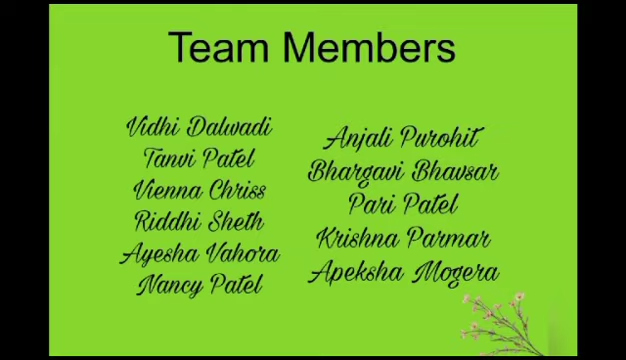 Team Members
Vidhi Dalwadi
Tanvi Patel
Vienna Chriss
Riddhi Sheth
Ayesha Vahora
Nancy Patel
Anjali Purohit
Bhargavi Bhavsar
Pari Patel
Krishna Parmar
Apeksha Mogera